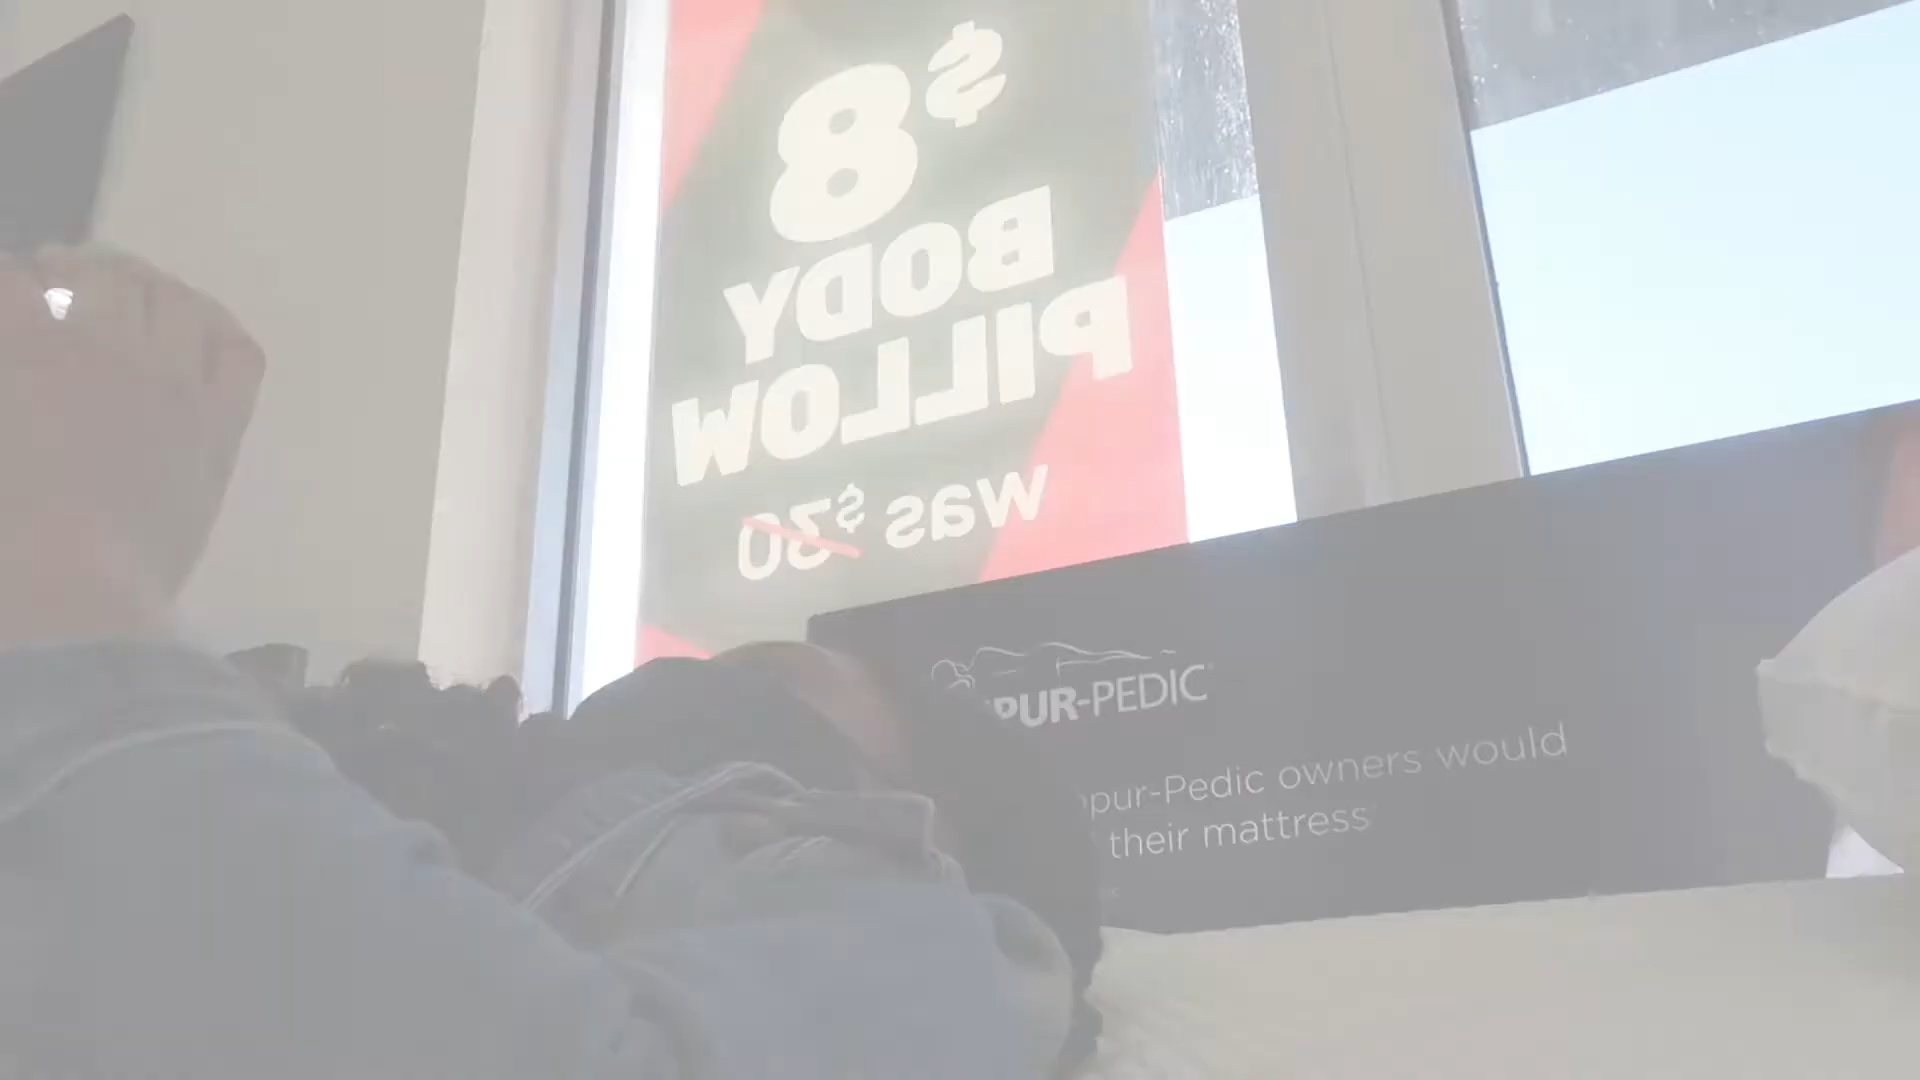 $8
BODY
PILLOW
was $30
PUR-PEDIC
pur-Pedic owners would
their mattress